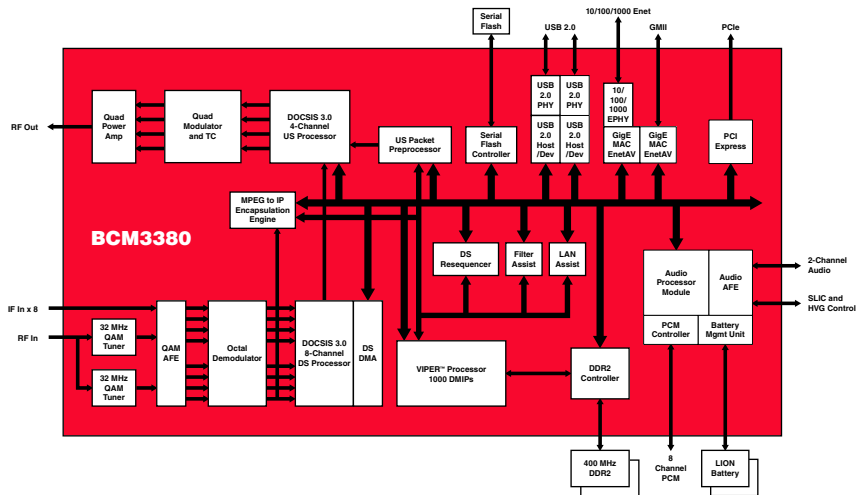 Serial
Flash
USB 2.0
10/100/1000 Enet
GMII
PCIe
RF Out
Quad
Power
Amp
Quad
Modulator
and TC
DOCSIS 3.0
4-Channel
US Processor
US Packet
Preprocessor
Serial
Flash
Controller
USB
2.0
PHY
USB
2.0
PHY
USB
2.0
Host
/Dev
USB
2.0
Host
/Dev
10/
100/
1000
EPHY
GigE
MAC
EnetAV
GigE
MAC
EnetAV
PCI
Express
MPEG to IP
Encapsulation
Engine
BCM3380
DS
Resequencer
Filter
Assist
LAN
Assist
Audio
Processor
Module
Audio
AFE
PCM
Controller
Battery
Mgmt Unit
2-Channel
Audio
SLIC and
HVG Control
IF In x 8
RF In
32 MHz
QAM
Tuner
32 MHz
QAM
Tuner
QAM
AFE
Octal
Demodulator
DOCSIS 3.0
8-Channel
DS Processor
DS
DMA
VIPER™ Processor
1000 DMIPs
DDR2
Controller
400 MHz
DDR2
8
Channel
PCM
LION
Battery